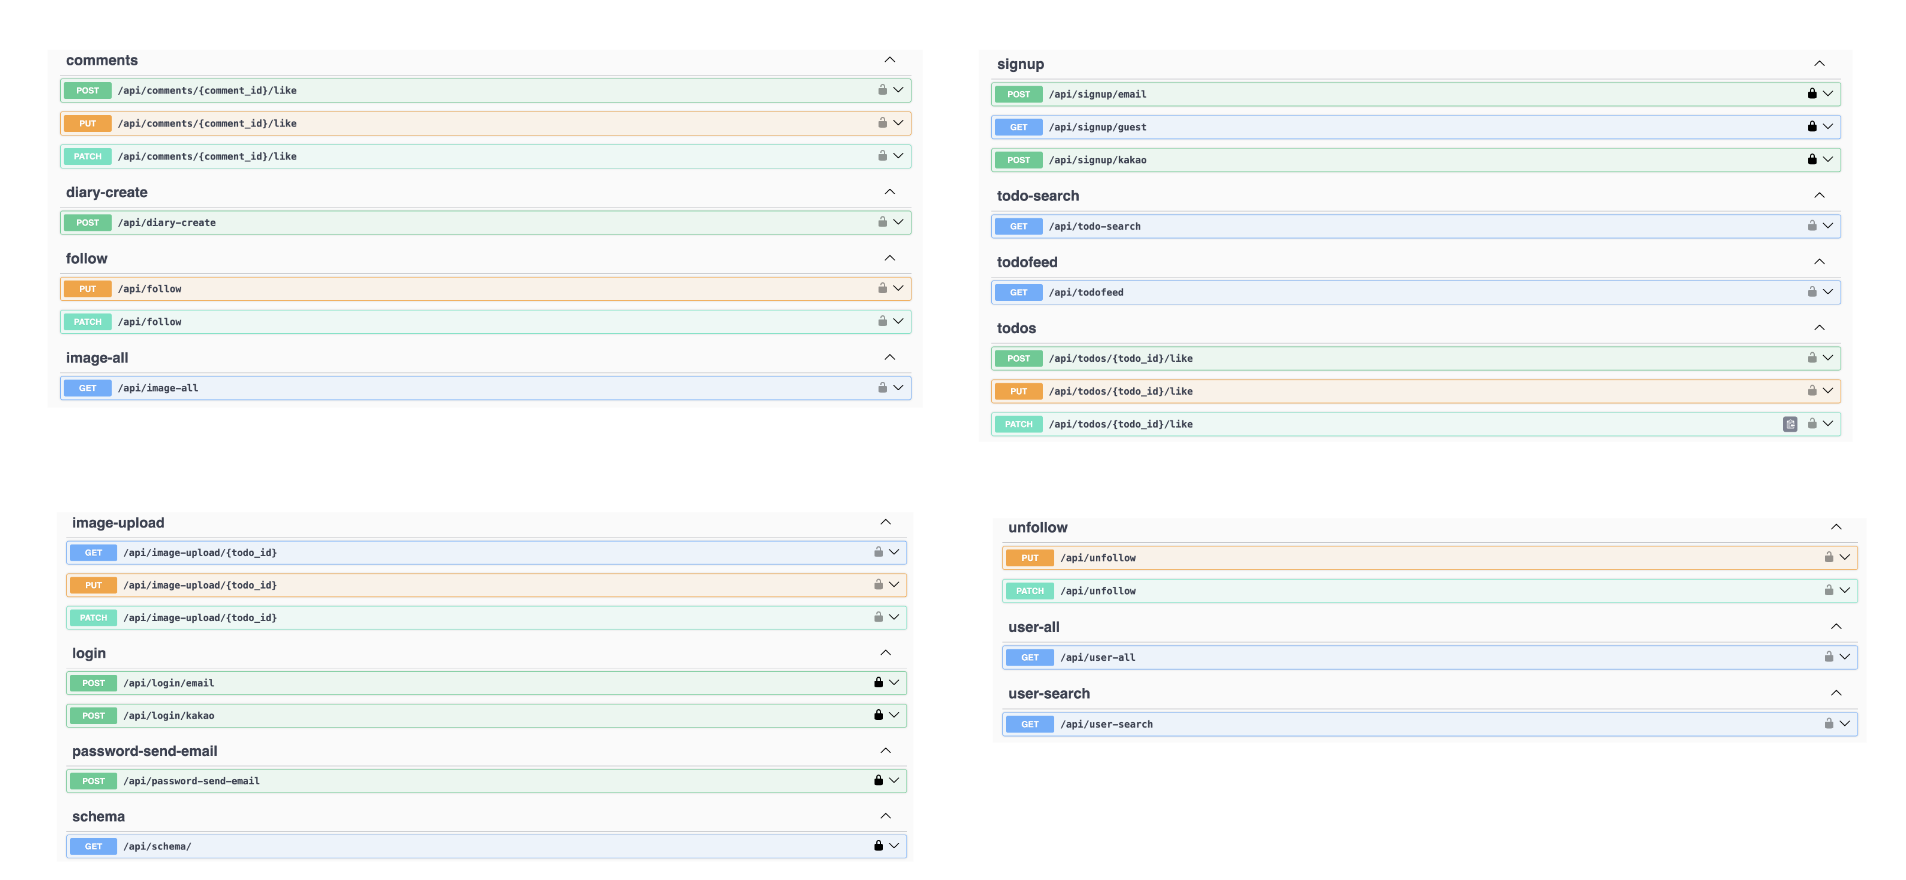 comments
POST /api/comments/{comment_id}/like
PUT /api/comments/{comment_id}/like
PATCH /api/comments/{comment_id}/like
diary-create
POST /api/diary-create
follow
PUT /api/follow
PATCH /api/follow
image-all
GET /api/image-all
signup
POST /api/signup/email
GET /api/signup/guest
POST /api/signup/kakao
todo-search
GET /api/todo-search
todofeed
GET /api/todofeed
todos
POST /api/todos/{todo_id}/like
PUT /api/todos/{todo_id}/like
PATCH /api/todos/{todo_id}/like
image-upload
GET /api/image-upload/{todo_id}
PUT /api/image-upload/{todo_id}
PATCH /api/image-upload/{todo_id}
login
POST /api/login/email
POST /api/login/kakao
password-send-email
POST /api/password-send-email
schema
GET /api/schema/
unfollow
PUT /api/unfollow
PATCH /api/unfollow
user-all
GET /api/user-all
user-search
GET /api/user-search